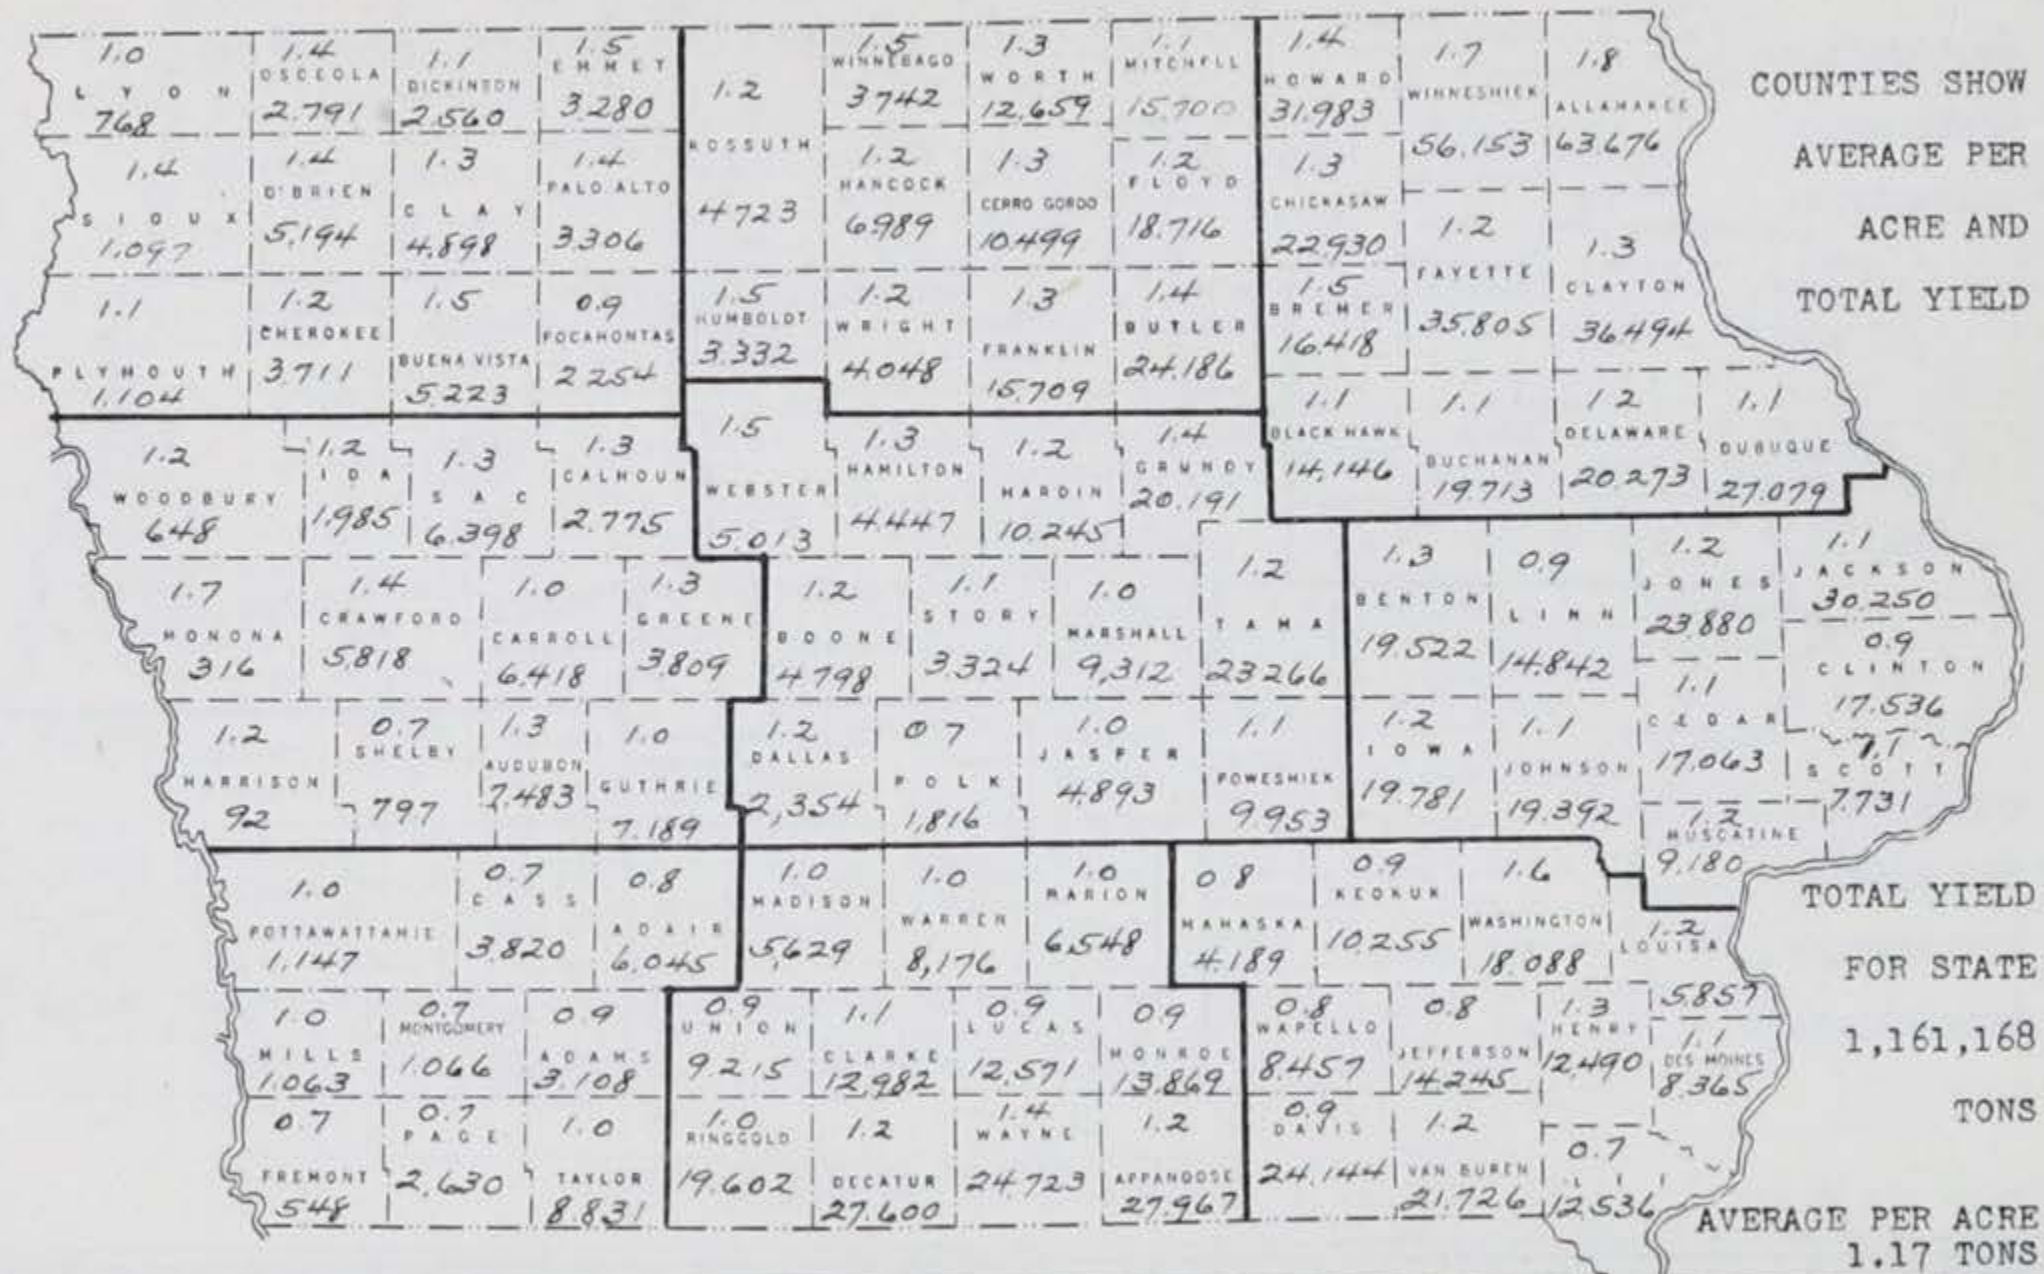 COUNTIES SHOW
AVERAGE PER
ACRE AND
TOTAL YIELD
1.0
LYON
768
1.4
OSCEOLA
2.791
1.1
DICKINSON
2.560
1.5
EMMET
3.280
1.2
KOSSUTH
4.723
1.5
WINNEBAGO
3.742
1.3
WORTH
12.659
1.1
MITCHELL
15.700
1.4
HOWARD
31.983
1.7
WINNESHIEK
56.153
1.8
ALLAMAKEE
63.676
1.4
SIOUX
1.097
1.4
O'BRIEN
5.194
1.3
CLAY
4.898
1.4
PALO ALTO
3306
1.2
HANCOCK
6.989
1.3
CERRO GORDO
10.499
1.2
FLOYD
18.716
1.3
CHICKASAW
22.930
1.2
FAYETTE
35.805
1.3
CLAYTON
36.494
1.1
PLYMOUTH
1.104
1.2
CHEROKEE
3.711
1.5
BUENA VISTA
5.223
0.9
POCAHONTAS
2254
1.5
HUMBOLDT
3.332
1.2
WRIGHT
4.048
1.3
FRANKLIN
15.709
1.4
BUTLER
24.186
1.5
BREMER
16.418
1.2
WOODBURY
648
1.2
IDA
1.985
1.3
SAC
6.398
1.3
CALHOUN
2.775
1.5
WEBSTER
5.013
1.3
HAMILTON
4.447
1.2
HARDIN
10.245
1.4
GRUNDY
20.191
1.1
BLACK HAWK
14,146
1.1
BUCHANAN
19.713
1.2
DELAWARE
20.273
1.1
DUBUQUE
27.079
1.7
MONONA
316
1.4
CRAWFORD
5.818
1.0
CARROLL
6.418
1.3
GREENE
3.809
1.2
BOONE
4.798
1.1
STORY
3.324
1.0
MARSHALL
9,312
1.2
TAMA
23266
1.3
BENTON
19.522
0.9
LINN
14.842
1.2
JONES
23.880
1.1
JACKSON
30.250
0.9
CLINTON
17.536
1.2
HARRISON
92
0.7
SHELBY
797
1.3
AUDUBON
7.483
1.0
GUTHRIE
7.189
1.2
DALLAS
2,354
0.7
POLK
1,816
1.0
JASPER
4.893
1.1
POWESHIEK
9.953
1.2
IOWA
19.781
1.1
JOHNSON
19.392
1.1
CEDAR
17.063
1.1
SCOTT
7.731
1.2
MUSCATINE
9.180
1.0
POTTAWATTAMIE
1.147
0.7
CASS
3.820
0.8
ADAIR
6.045
1.0
MADISON
5,629
1.0
WARREN
8,176
1.0
MARION
6.548
0.8
MAHASKA
4.189
0.9
KEOKUK
10.255
1.6
WASHINGTON
18.088
1.2
LOUISA
5857
1.0
MILLS
1.063
0.7
MONTGOMERY
1.066
0.9
ADAMS
3.108
0.9
UNION
9.215
1.1
CLARKE
12,982
0.9
LUCAS
12.571
0.9
MONROE
13.869
0.8
WAPELLO
8.457
0.8
JEFFERSON
14.245
1.3
HENRY
12,490
1.1
DES MOINES
8.365
0.7
FREMONT
548
0.7
PAGE
2,630
1.0
TAYLOR
8.831
1.0
RINGGOLD
19.602
1.2
DECATUR
27.600
1.4
WAYNE
24.723
1.2
APPANOOSE
27.967
0.9
DAVIS
24.144
1.2
VAN BUREN
21.726
0.7
12.536
TOTAL YIELD
FOR STATE
1,161,168
TONS
AVERAGE PER ACRE
1.17 TONS